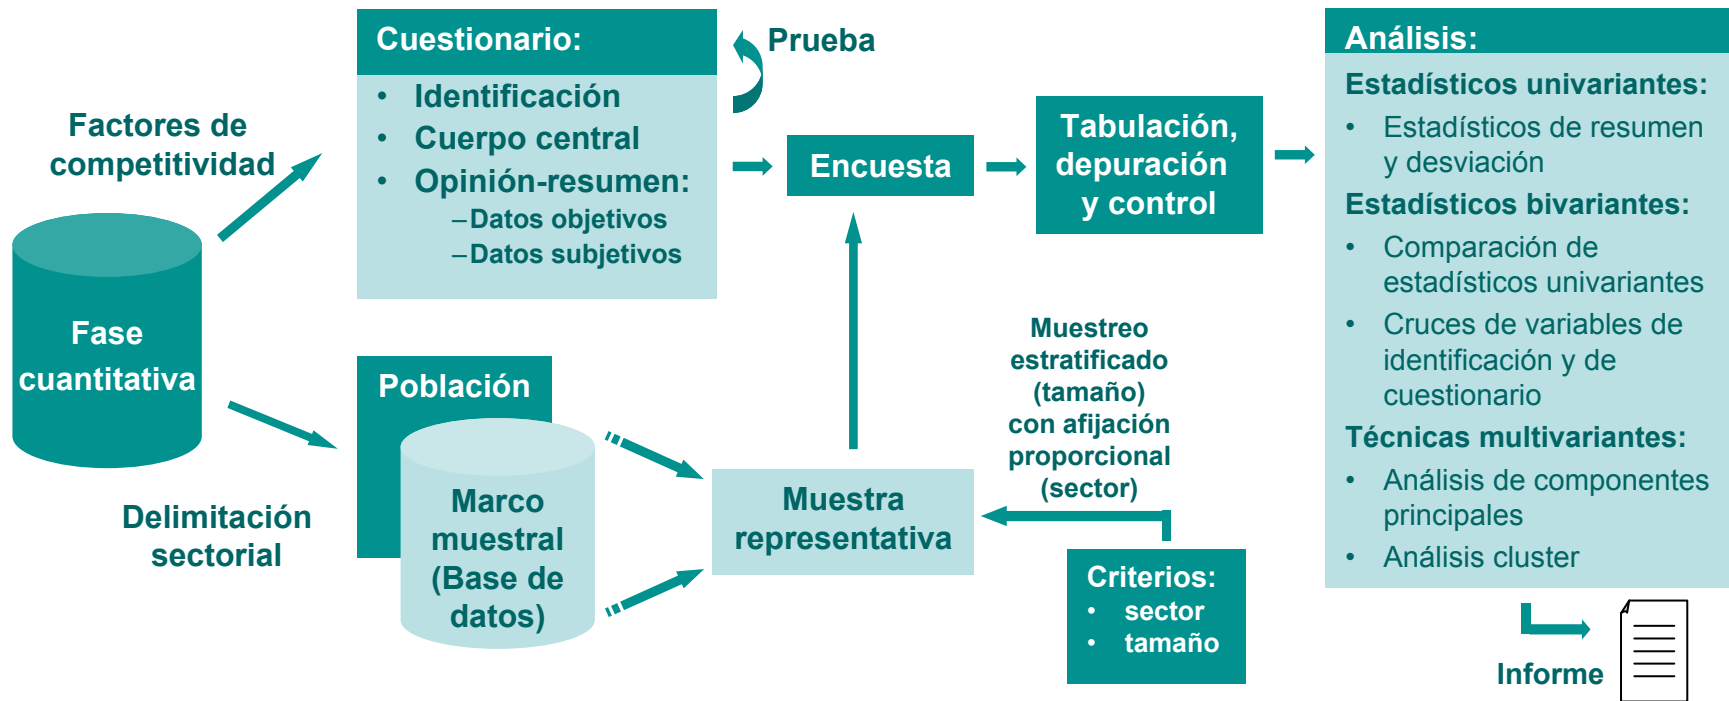 Fase
cuantitativa
Factores de
competitividad
Cuestionario:
• Identificación
• Cuerpo central
• Opinión-resumen:
–Datos objetivos
–Datos subjetivos
Prueba
Delimitación
sectorial
Población
Marco
muestral
(Base de
datos)
Muestra
representativa
Muestreo
estratificado
(tamaño)
con afijación
proporcional
(sector)
Criterios:
• sector
• tamaño
Encuesta
Tabulación,
depuración
y control
Análisis:
Estadísticos univariantes:
• Estadísticos de resumen
y desviación
Estadísticos bivariantes:
• Comparación de
estadísticos univariantes
• Cruces de variables de
identificación y de
cuestionario
Técnicas multivariantes:
• Análisis de componentes
principales
• Análisis cluster
Informe